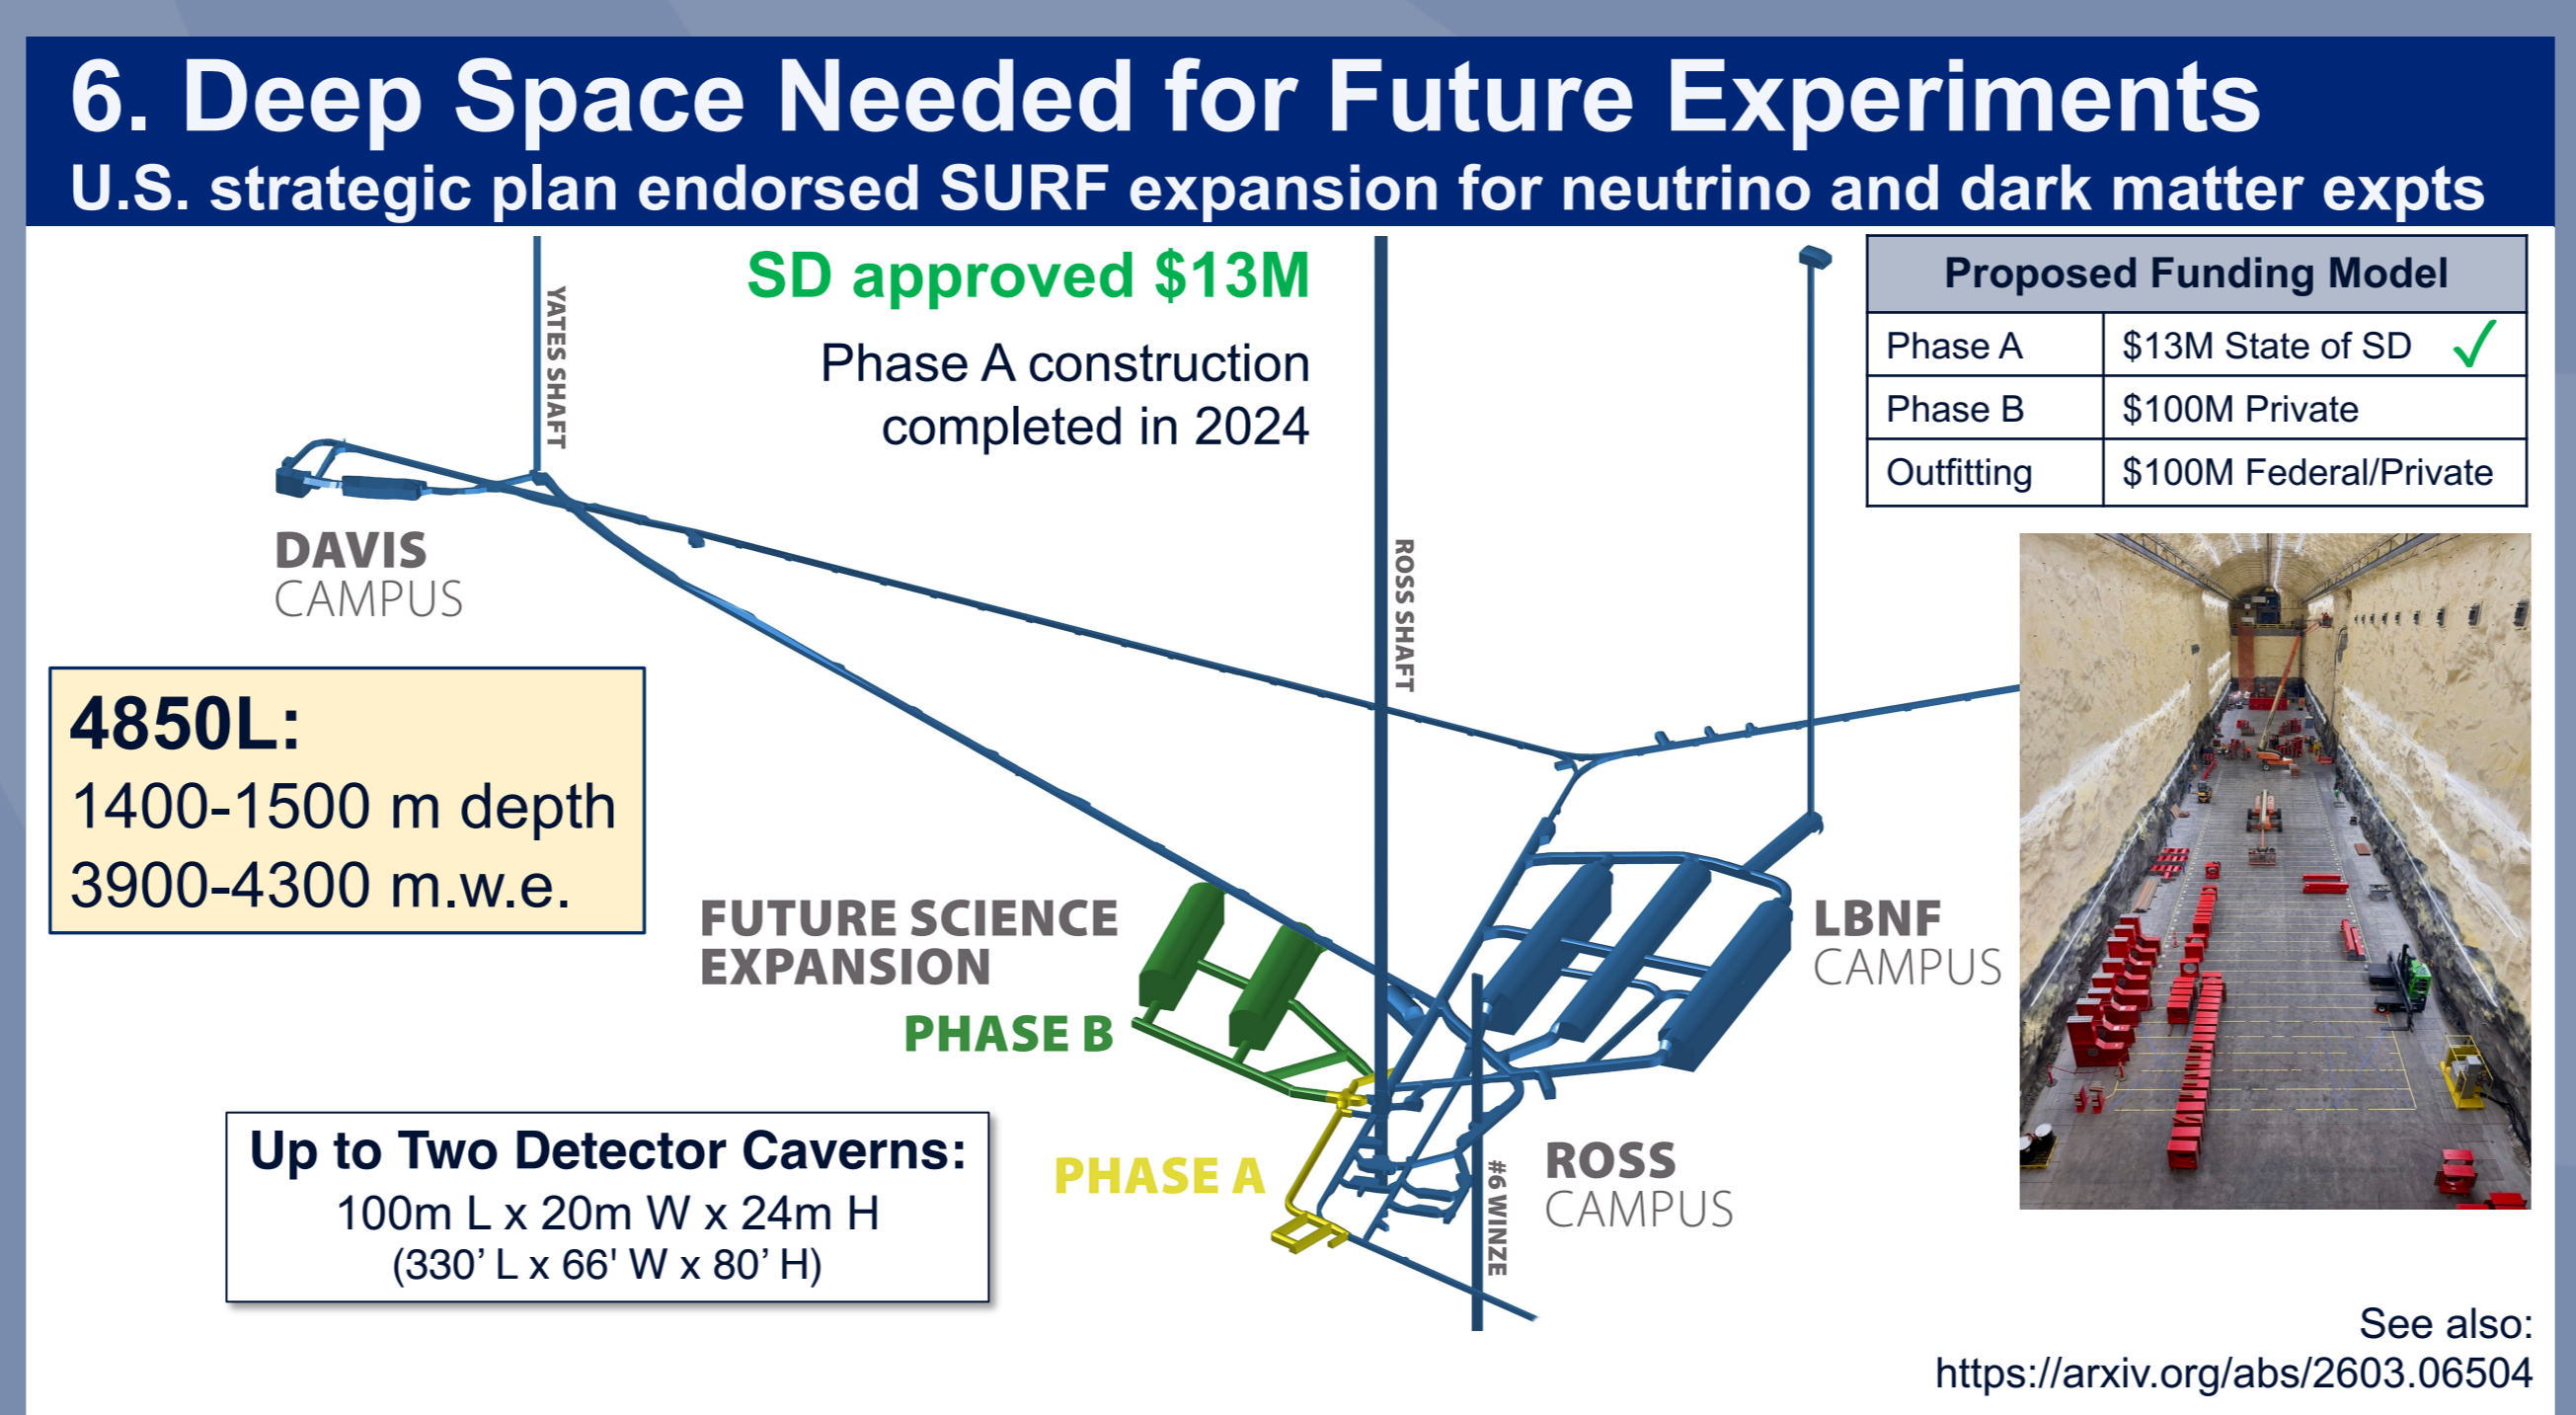 6. Deep Space Needed for Future Experiments
U.S. strategic plan endorsed SURF expansion for neutrino and dark matter expts
SD approved $13M
Phase A construction
completed in 2024
Proposed Funding Model
Phase A $13M State of SD ✓
Phase B $100M Private
Outfitting $100M Federal/Private
YATES SHAFT
DAVIS
CAMPUS
ROSS SHAFT
4850L:
1400-1500 m depth
3900-4300 m.w.e.
FUTURE SCIENCE
EXPANSION
PHASE B
LBNF
CAMPUS
Up to Two Detector Caverns:
100m L x 20m W x 24m H
(330’ L x 66' W x 80’ H)
PHASE A
#6 WINZE
ROSS
CAMPUS
See also:
https://arxiv.org/abs/2603.06504